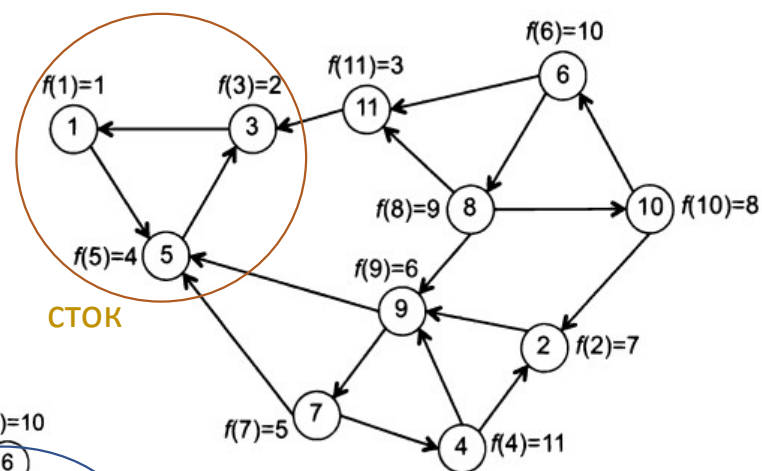 f(6)=10
6
f(11)=3
11
f(1)=1
1
f(3)=2
3
f(8)=9
8
10
f(10)=8
f(5)=4
5
f(9)=6
9
СТОК
2
f(2)=7
f(7)=5
7
4
f(4)=11
)=10
6